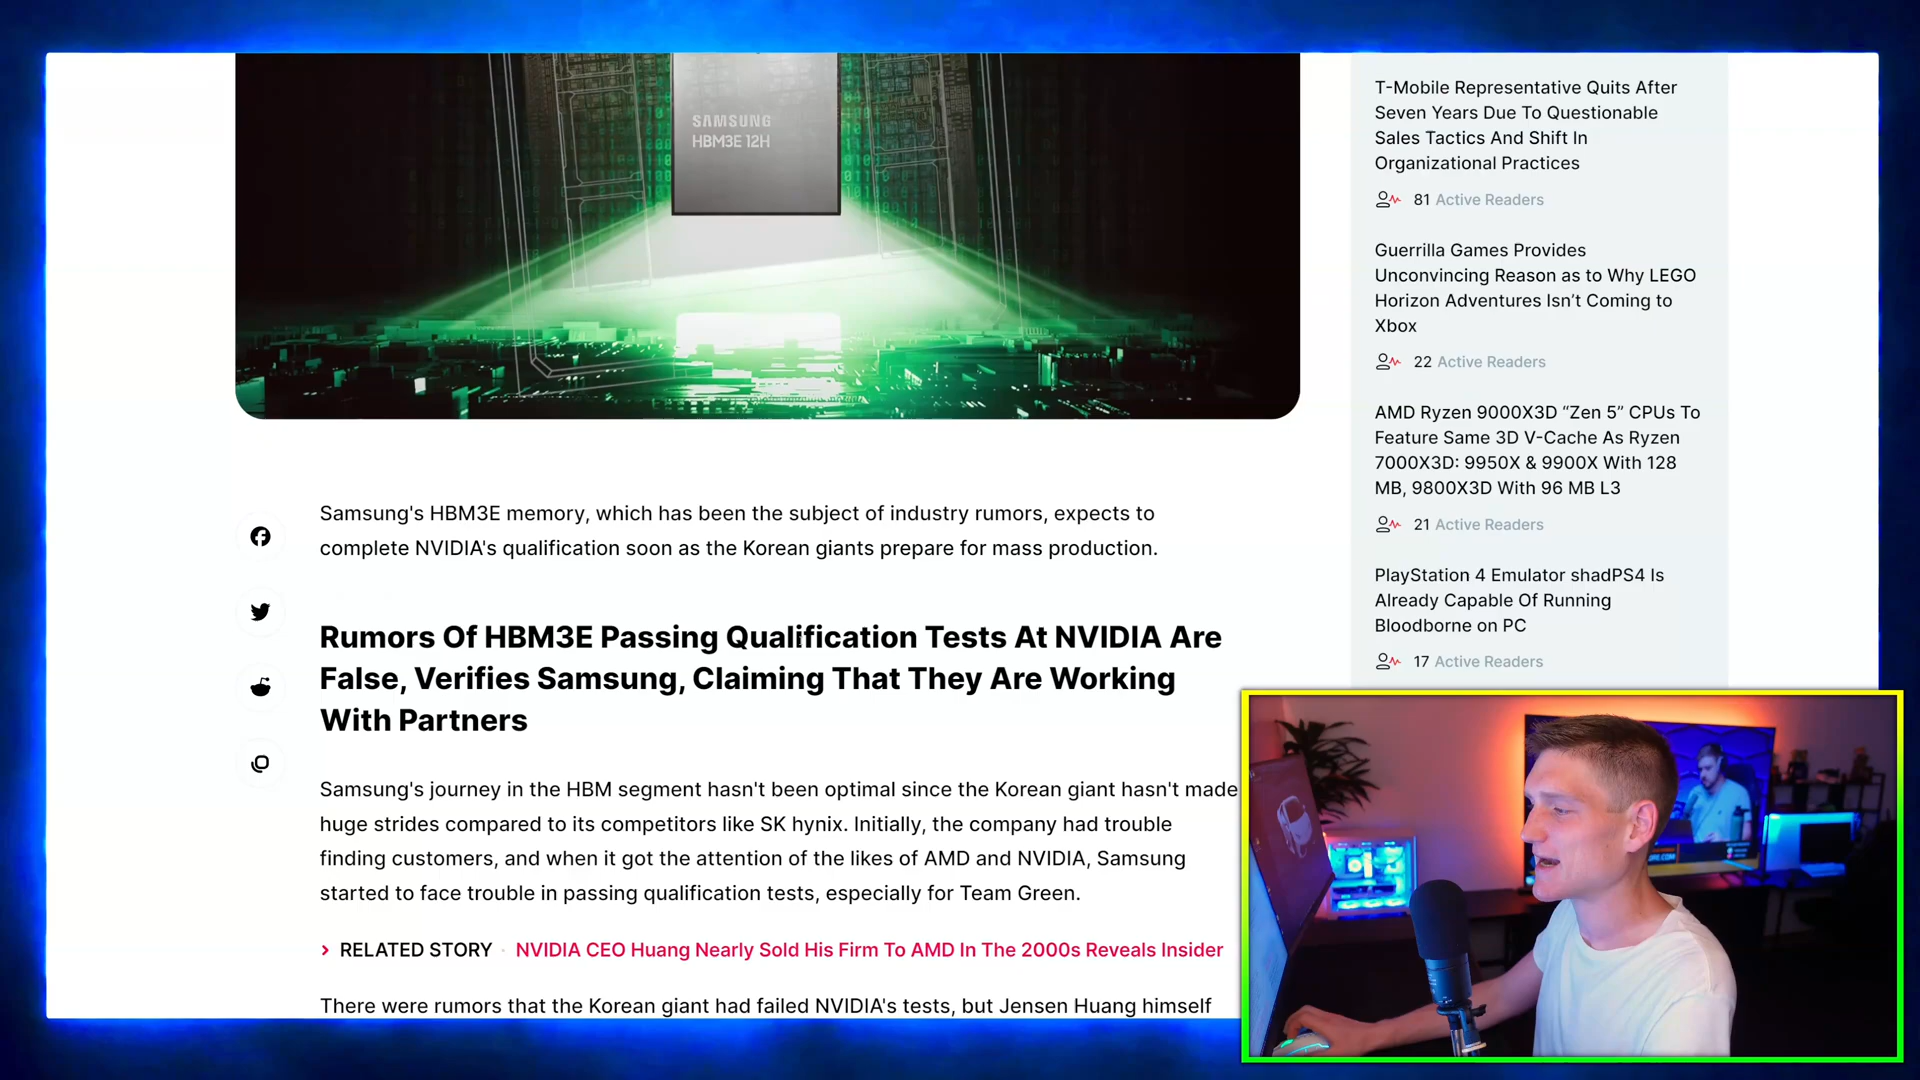 SAMSUNG
HBM3E 12H
Samsung's HBM3E memory, which has been the subject of industry rumors, expects to
complete NVIDIA's qualification soon as the Korean giants prepare for mass production.
Rumors Of HBM3E Passing Qualification Tests At NVIDIA Are
False, Verifies Samsung, Claiming That They Are Working
With Partners
Samsung's journey in the HBM segment hasn't been optimal since the Korean giant hasn't made
huge strides compared to its competitors like SK hynix. Initially, the company had trouble
finding customers, and when it got the attention of the likes of AMD and NVIDIA, Samsung
started to face trouble in passing qualification tests, especially for Team Green.
RELATED STORY NVIDIA CEO Huang Nearly Sold His Firm To AMD In The 2000s Reveals Insider
There were rumors that the Korean giant had failed NVIDIA's tests, but Jensen Huang himself
T-Mobile Representative Quits After
Seven Years Due To Questionable
Sales Tactics And Shift In
Organizational Practices
81 Active Readers
Guerrilla Games Provides
Unconvincing Reason as to Why LEGO
Horizon Adventures Isn’t Coming to
Xbox
22 Active Readers
AMD Ryzen 9000X3D “Zen 5” CPUs To
Feature Same 3D V-Cache As Ryzen
7000X3D: 9950X & 9900X With 128
MB, 9800X3D With 96 MB L3
21 Active Readers
PlayStation 4 Emulator shadPS4 Is
Already Capable Of Running
Bloodborne on PC
17 Active Readers